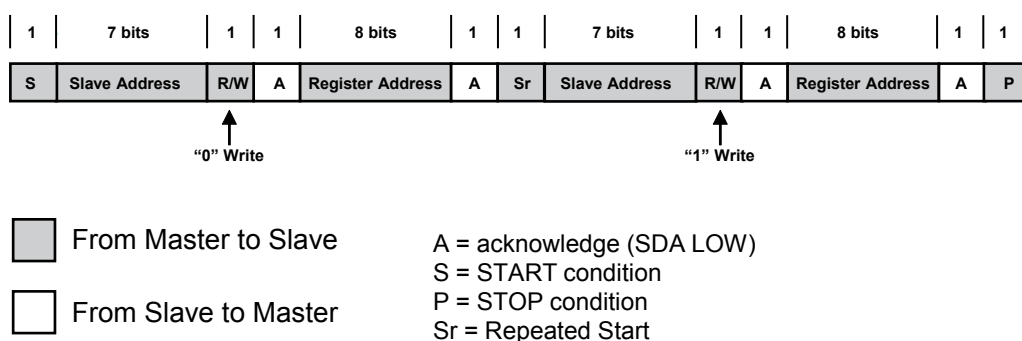 1 7 bits 1 1 8 bits 1 1 7 bits 1 1 8 bits 1 1
S Slave Address R/W A Register Address A Sr Slave Address R/W A Register Address A P
“0” Write “1” Write
From Master to Slave
From Slave to Master
A = acknowledge (SDA LOW)
S = START condition
P = STOP condition
Sr = Repeated Start